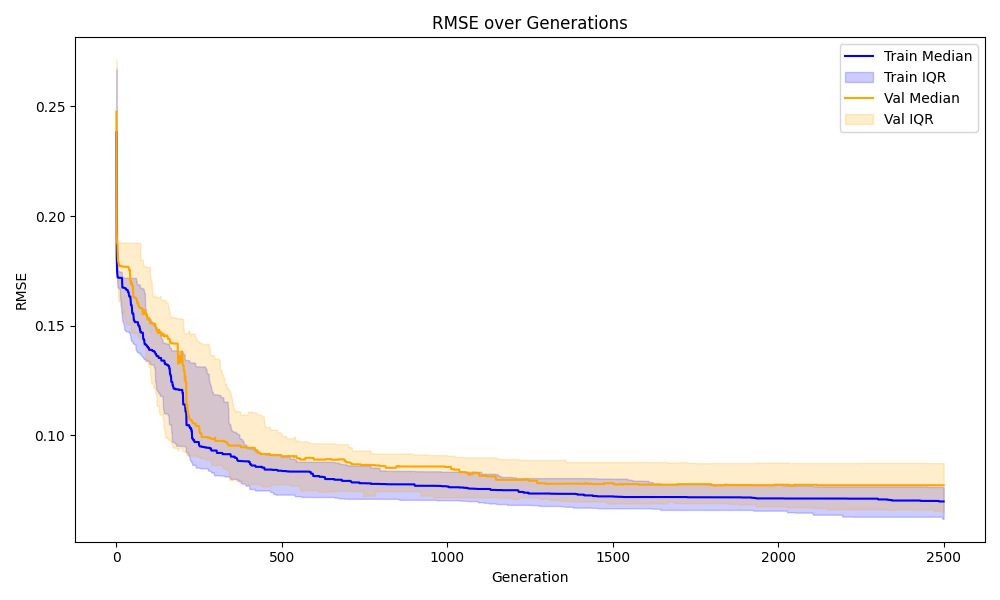 RMSE over Generations
Train Median
Train IQR
Val Median
Val IQR
RMSE
0.25
0.20
0.15
0.10
0
500
1000
1500
2000
2500
Generation